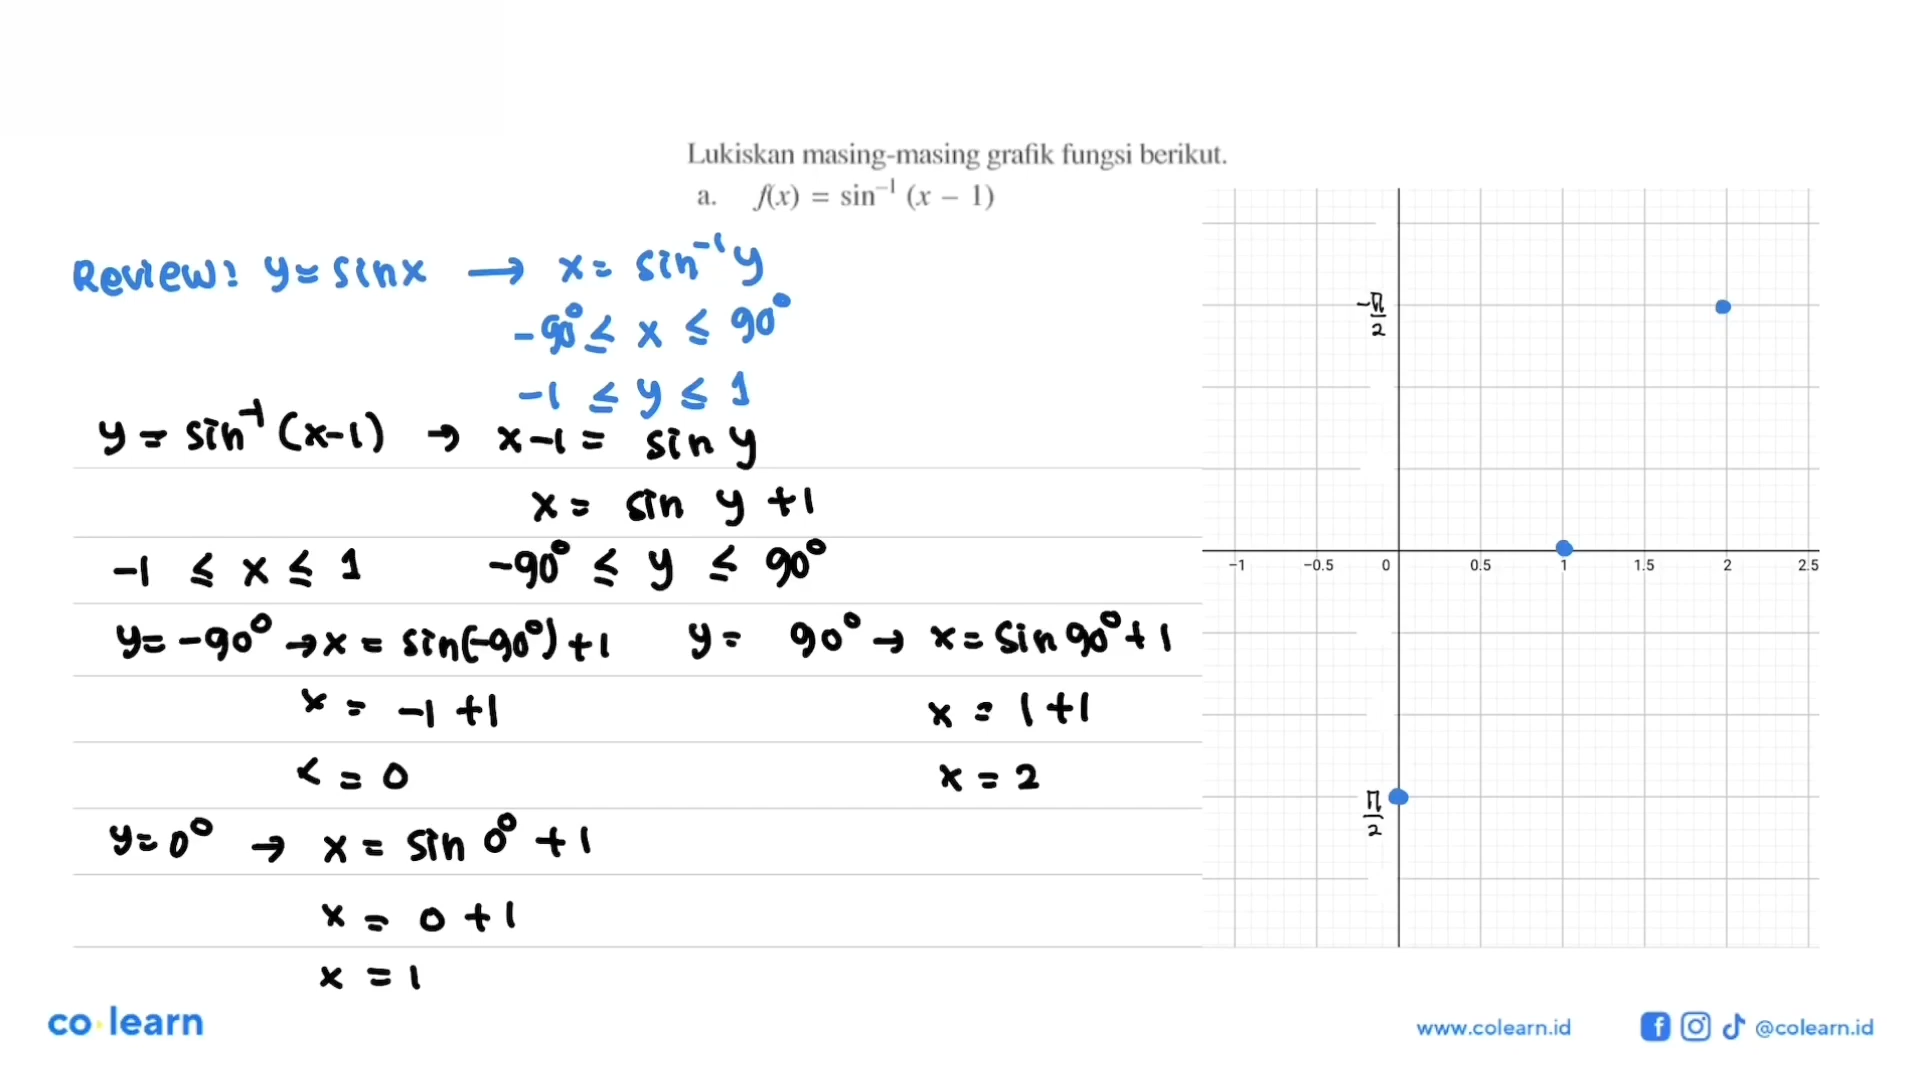 Lukiskan masing-masing grafik fungsi berikut.
a. f(x) = sin⁻¹ (x – 1)
Review: y = sin x → x = sin⁻¹ y
-90° ≤ x ≤ 90°
-1 ≤ y ≤ 1
y = sin⁻¹ (x-1) → x-1 = sin y
x = sin y +1
-1 ≤ x ≤ 1 -90° ≤ y ≤ 90°
y= -90° → x = sin(-90°) +1 y= 90° → x = sin 90° + 1
x = -1 +1 x = 1 +1
x = 0 x = 2
y= 0° → x = sin 0° +1
x = 0 +1
x = 1
-π/2
-1 -0.5 0 0.5 1 1.5 2 2.5
π/2
co learn
www.colearn.id @colearn.id